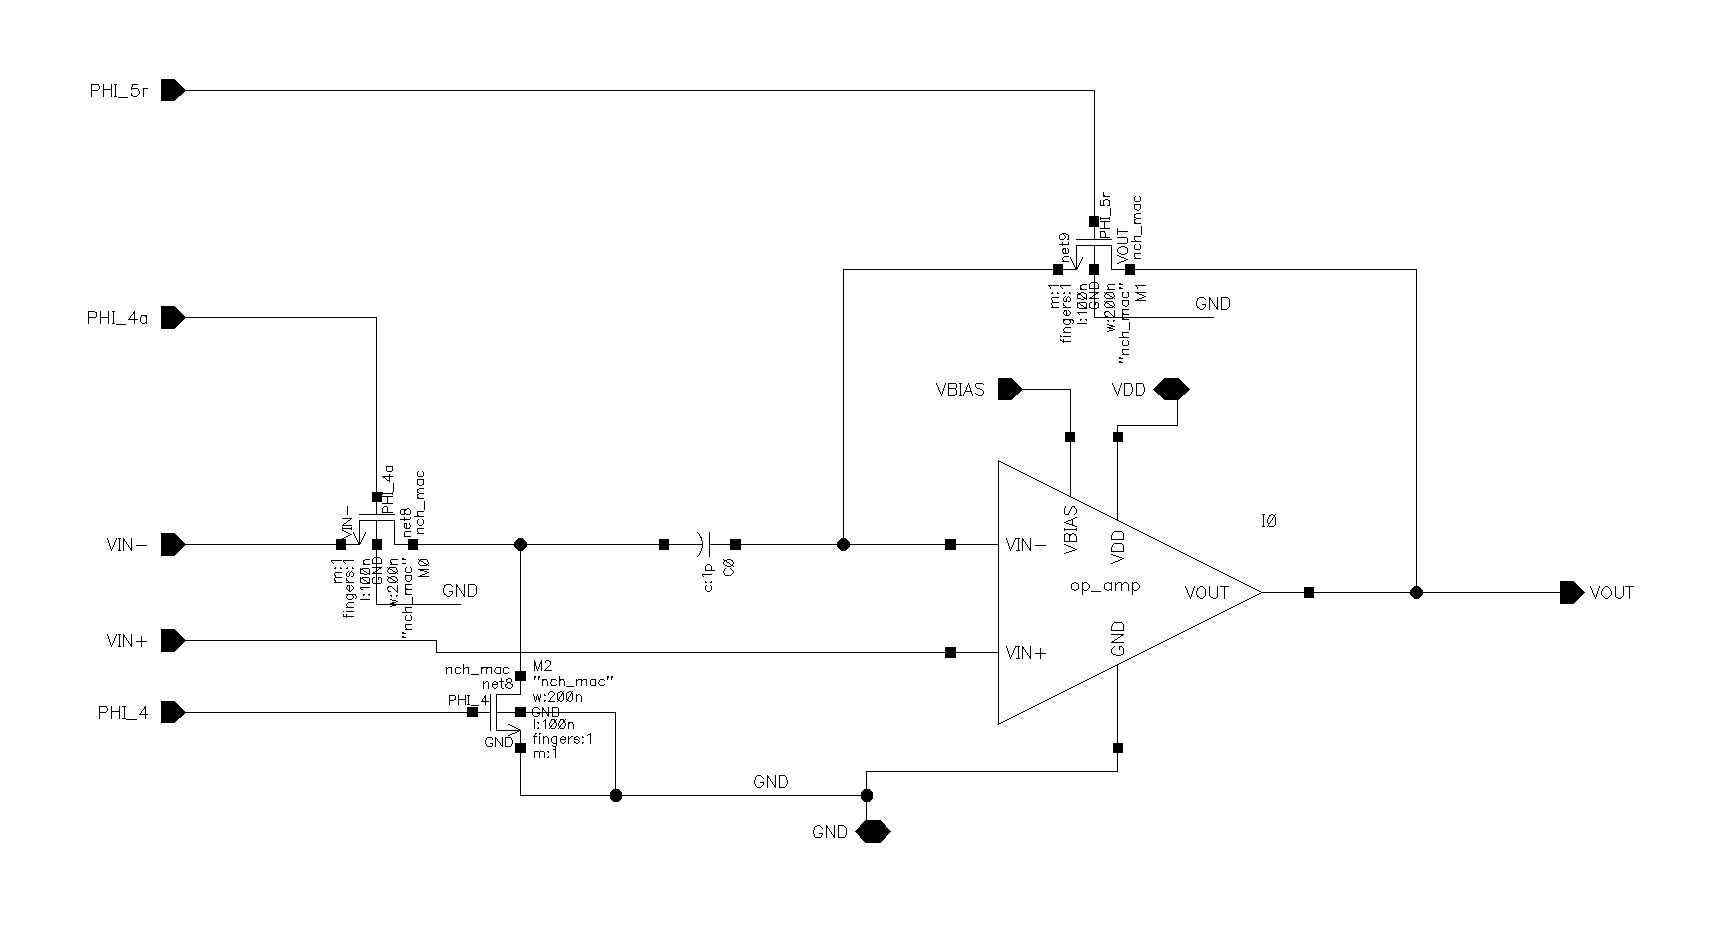 PHI_5r
PHI_5r
nch_mac
net9
VOUT
m:1
fingers:1
l:100n
GND
w:200n
"nch_mac"
M1
GND
PHI_4a
VBIAS
VDD
PHI_4a
nch_mac
VIN-
net8
VIN-
m:1
fingers:1
l:100n
GND
w:200n
"nch_mac"
M0
GND
c:1p
C0
VIN-
VBIAS
VDD
I0
op_amp
VOUT
VOUT
GND
VIN+
VIN+
nch_mac
M2
net8
"nch_mac"
PHI_4
w:200n
PHI_4
GND
l:100n
GND
fingers:1
m:1
GND
GND